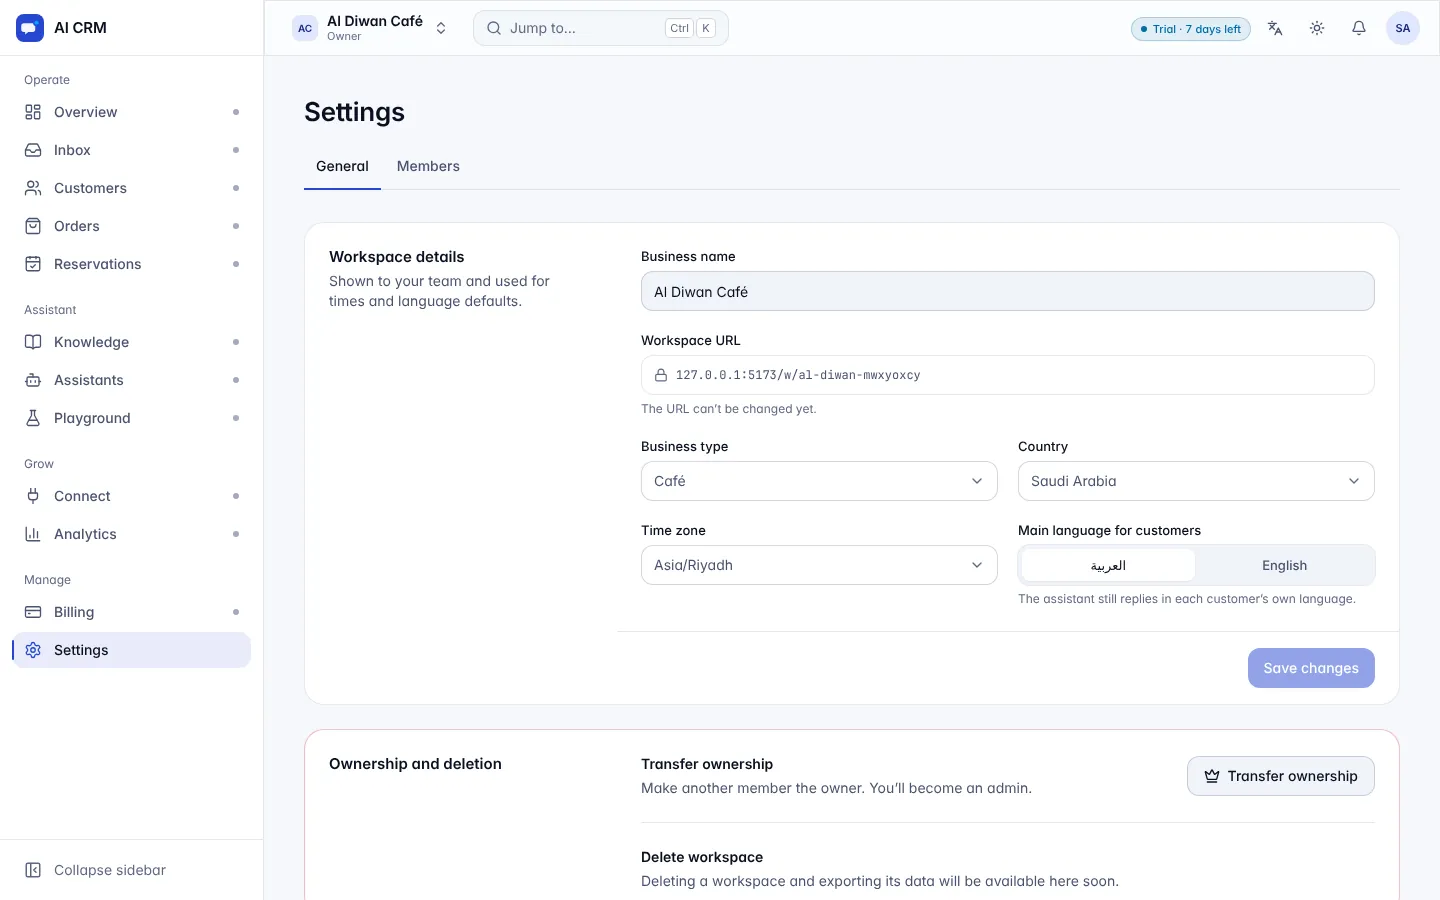 AI CRM
AC
Al Diwan Café
Owner
Jump to...
Ctrl K
Trial · 7 days left
SA
Operate
Overview
Inbox
Customers
Orders
Reservations
Assistant
Knowledge
Assistants
Playground
Grow
Connect
Analytics
Manage
Billing
Settings
Collapse sidebar
Settings
General
Members
Workspace details
Shown to your team and used for
times and language defaults.
Business name
Al Diwan Café
Workspace URL
127.0.0.1:5173/w/al-diwan-mwxyoxcy
The URL can’t be changed yet.
Business type
Country
Café
Saudi Arabia
Time zone
Main language for customers
Asia/Riyadh
العربية
English
The assistant still replies in each customer’s own language.
Save changes
Ownership and deletion
Transfer ownership
Make another member the owner. You’ll become an admin.
Transfer ownership
Delete workspace
Deleting a workspace and exporting its data will be available here soon.